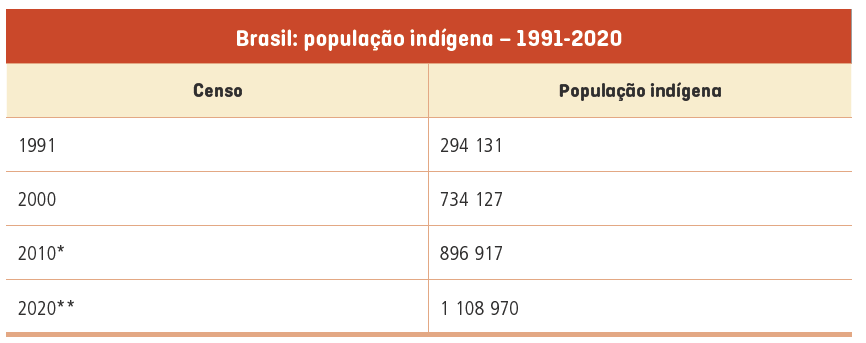 Brasil: população indígena – 1991-2020
Censo População indígena
1991 294 131
2000 734 127
2010* 896 917
2020** 1 108 970